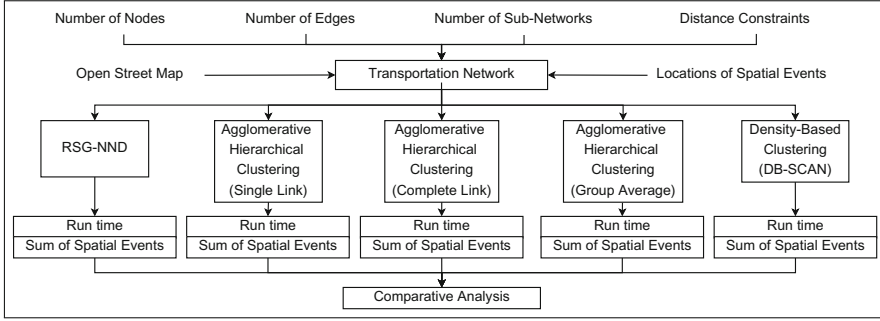 Number of Nodes
Number of Edges
Number of Sub-Networks
Distance Constraints
Open Street Map
Transportation Network
Locations of Spatial Events
RSG-NND
Agglomerative
Hierarchical
Clustering
(Single Link)
Agglomerative
Hierarchical
Clustering
(Complete Link)
Agglomerative
Hierarchical
Clustering
(Group Average)
Density-Based
Clustering
(DB-SCAN)
Run time
Sum of Spatial Events
Run time
Sum of Spatial Events
Run time
Sum of Spatial Events
Run time
Sum of Spatial Events
Run time
Sum of Spatial Events
Comparative Analysis